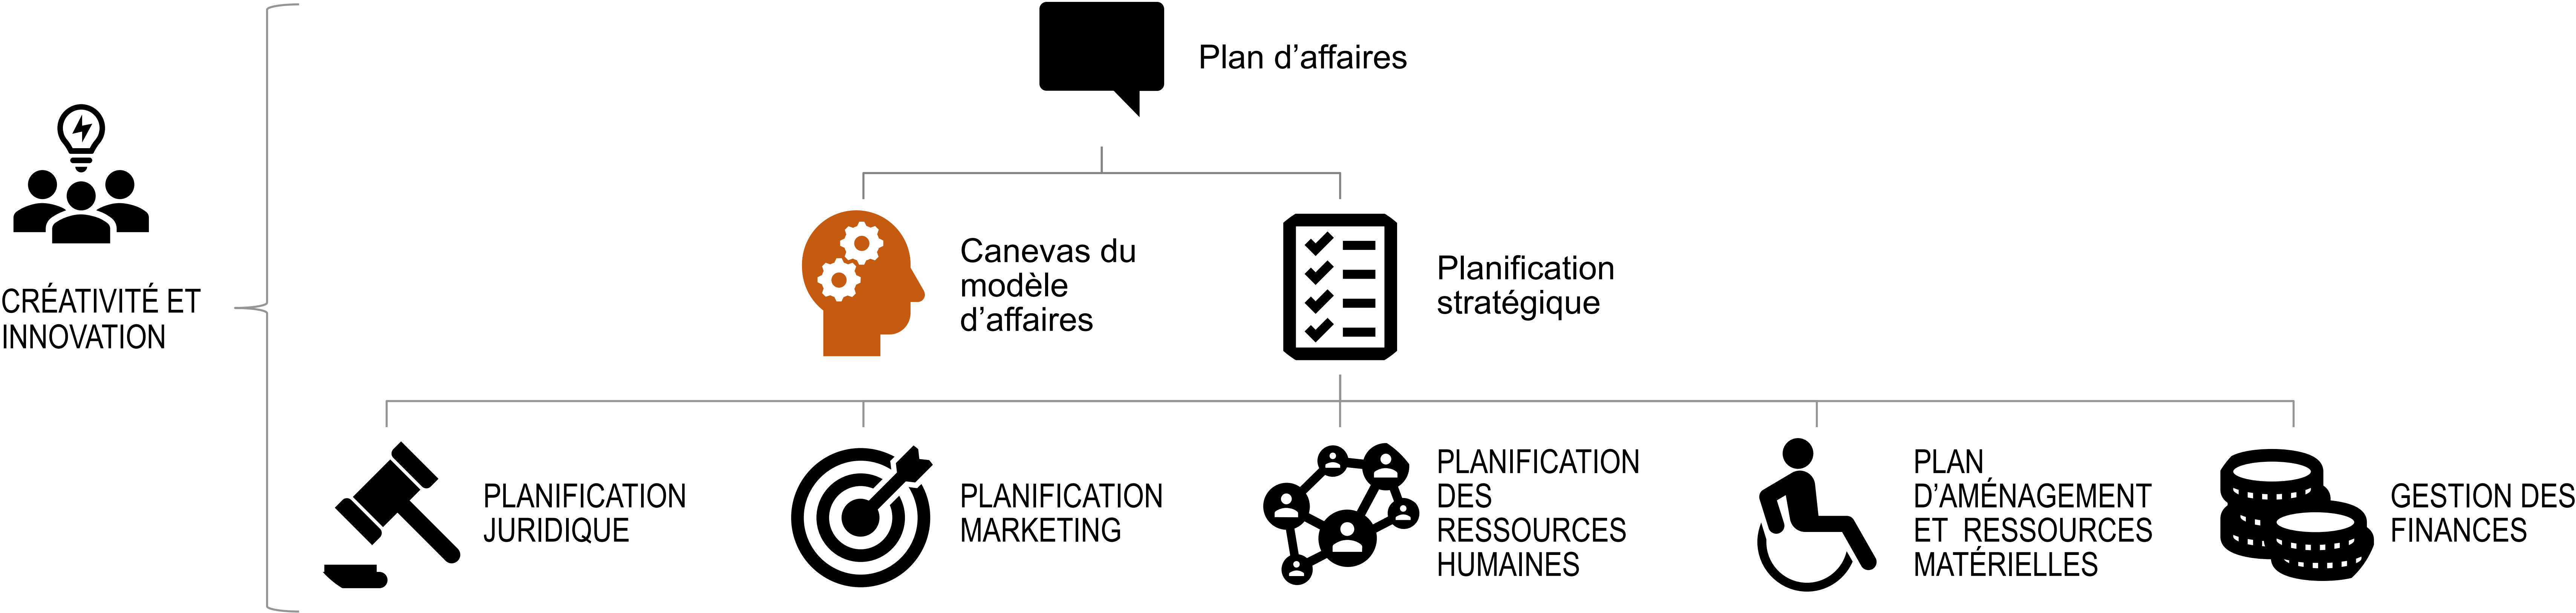 Plan d’affaires
CRÉATIVITÉ ET
INNOVATION
Canevas du
modèle
d’affaires
Planification
stratégique
PLANIFICATION
JURIDIQUE
PLANIFICATION
MARKETING
PLANIFICATION
DES
RESSOURCES
HUMAINES
PLAN
D’AMÉNAGEMENT
ET RESSOURCES
MATÉRIELLES
GESTION DES
FINANCES